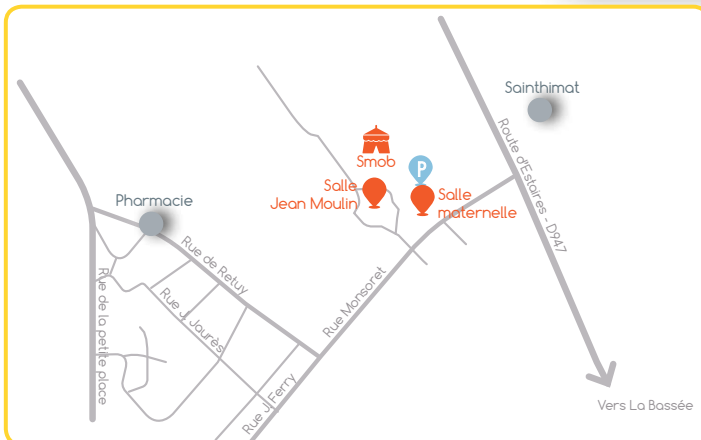 Sainthimat
Smob
P
Salle
Jean Moulin
Salle
maternelle
Pharmacie
Route d'Estaires - D947
Rue de Retuy
Rue Monsoret
Rue de la petite place
Rue J. Jaurès
Rue J. Ferry
Vers La Bassée